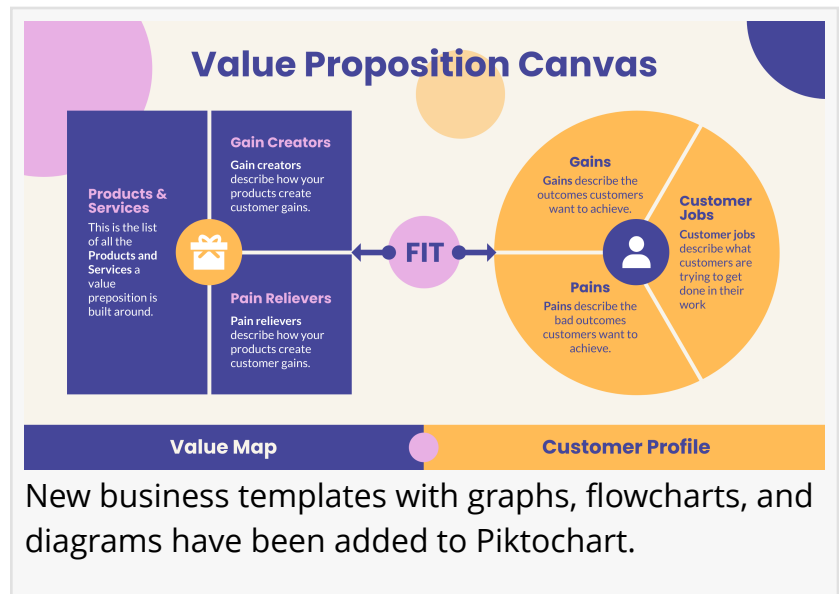 Value Proposition Canvas
Products &
Services
This is the list
of all the
Products and
Services a
value
preposition is
built around.
Gain Creators
Gain creators
describe how your
products create
customer gains.
Pain Relievers
Pain relievers
describe how your
products create
customer gains.
FIT
Gains
Gains describe the
outcomes customers
want to achieve.
Pains
Pains describe the
bad outcomes
customers want to
achieve.
Customer
Jobs
Customer jobs
describe what
customers are
trying to get
done in their
work
Value Map
Customer Profile
New business templates with graphs, flowcharts, and
diagrams have been added to Piktochart.